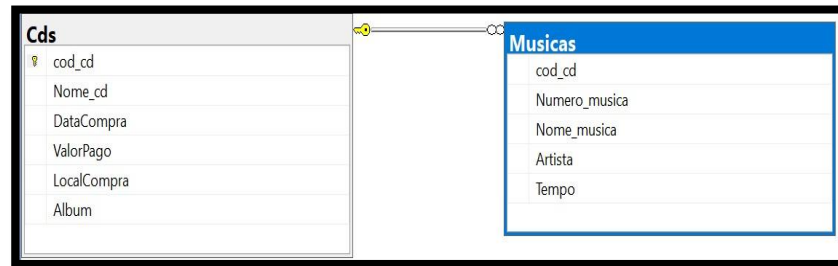 Cds
cod_cd
Nome_cd
DataCompra
ValorPago
LocalCompra
Album
Musicas
cod_cd
Numero_musica
Nome_musica
Artista
Tempo